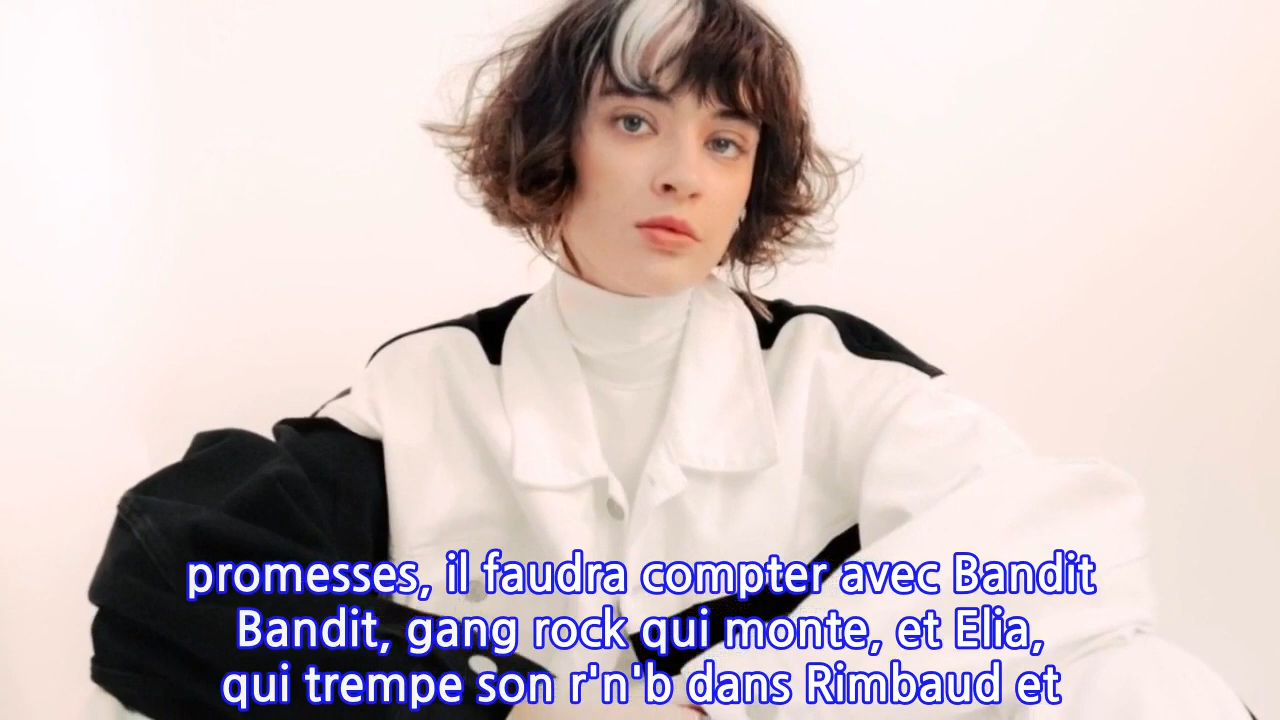 promesses, il faudra compter avec Bandit
Bandit, gang rock qui monte, et Elia,
qui trempe son r'n'b dans Rimbaud et